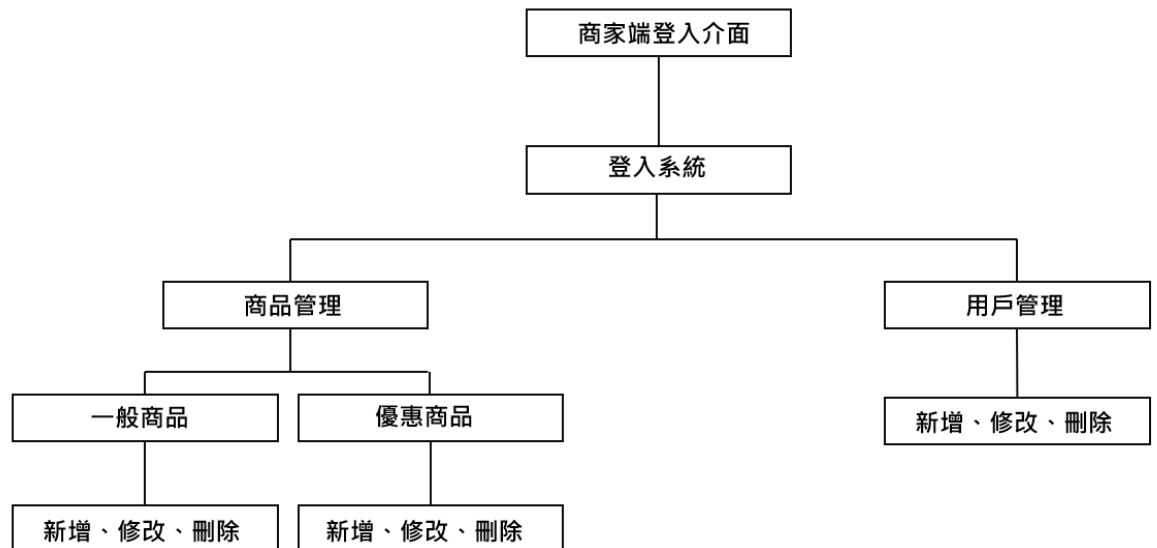 商家端登入介面
登入系統
商品管理
用戶管理
一般商品
優惠商品
新增、修改、刪除
新增、修改、刪除
新增、修改、刪除